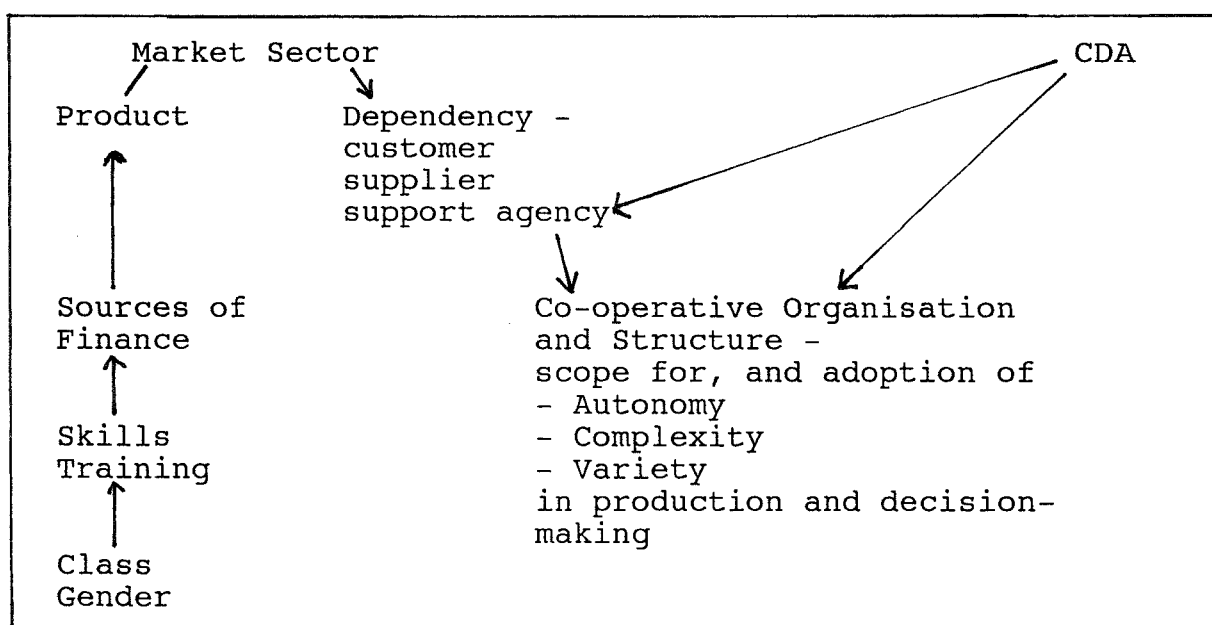 Market Sector
CDA
Product
Dependency -
customer
supplier
support agency
Sources of
Finance
Co-operative Organisation
and Structure -
scope for, and adoption of
- Autonomy
- Complexity
- Variety
in production and decision-
making
Skills
Training
Class
Gender